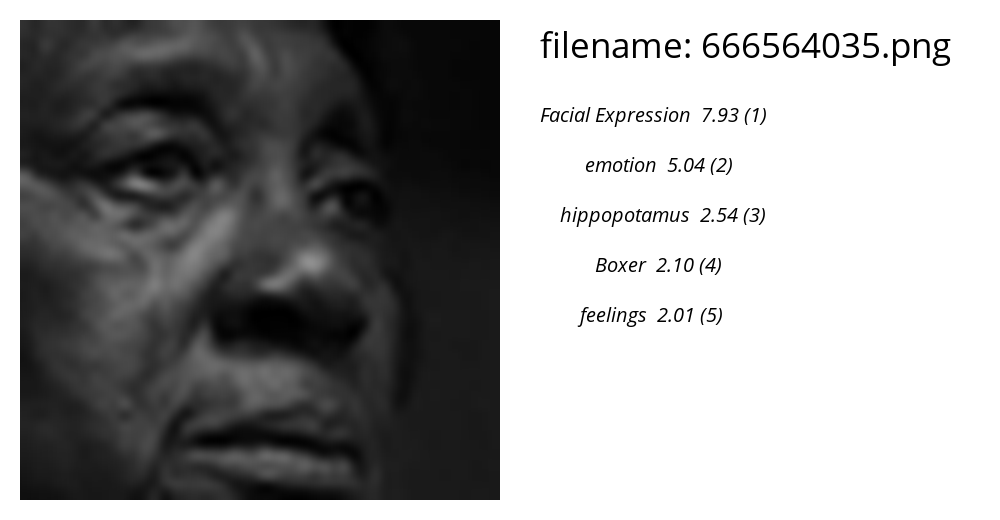 filename: 666564035.png
Facial Expression 7.93 (1)
emotion 5.04 (2)
hippopotamus 2.54 (3)
Boxer 2.10 (4)
feelings 2.01 (5)